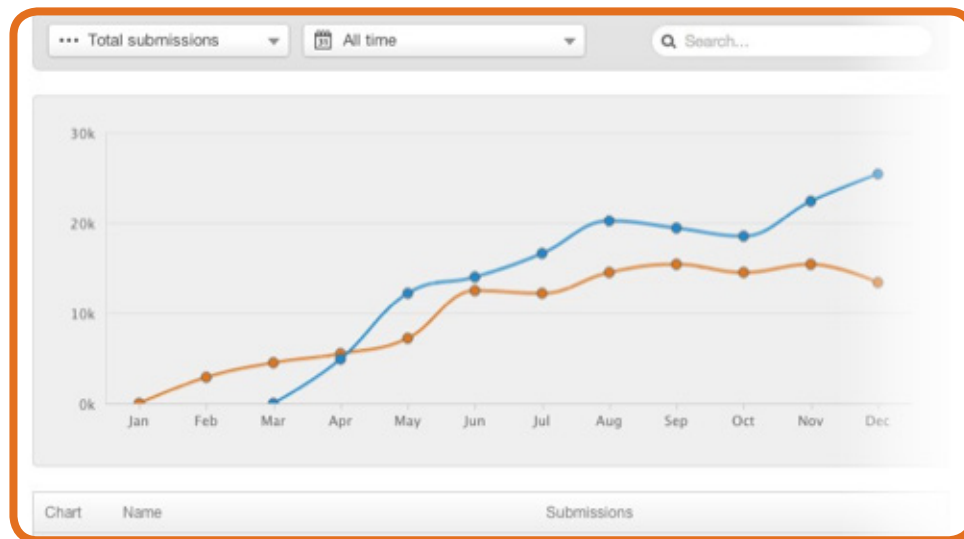 ••• Total submissions
31 All time
Search...
30k
20k
10k
0k
Jan Feb Mar Apr May Jun Jul Aug Sep Oct Nov Dec
Chart Name Submissions